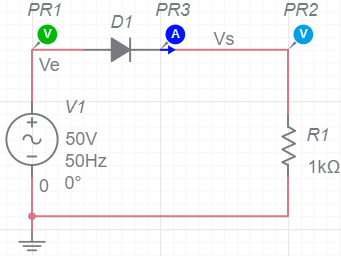 PR1 D1 PR3 PR2
V A V
Ve Vs
V1
+
50V
50Hz
0 0°
R1
1kΩ